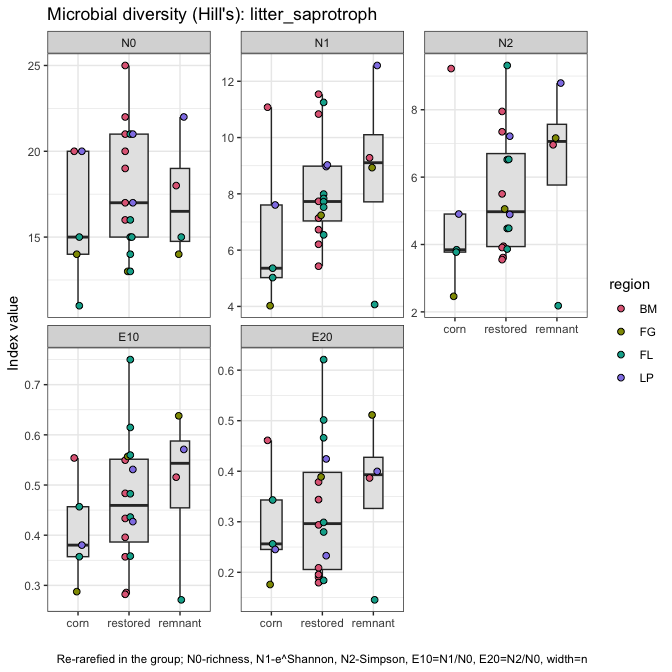 Microbial diversity (Hill's): litter_saprotroph
N0
N1
N2
25
20
15
12
10
8
6
4
8
6
4
2
corn restored remnant
Index value
region
BM
FG
FL
LP
E10
E20
0.7
0.6
0.5
0.4
0.3
0.6
0.5
0.4
0.3
0.2
corn restored remnant
corn restored remnant
Re-rarefied in the group; N0-richness, N1-e^Shannon, N2-Simpson, E10=N1/N0, E20=N2/N0, width=n